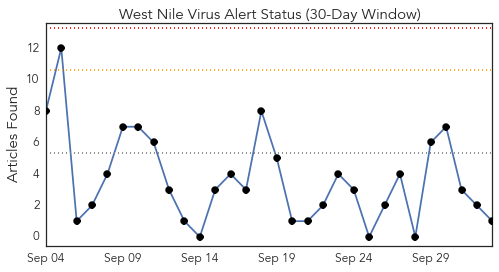 West Nile Virus Alert Status (30-Day Window)
Articles Found
12
10
8
6
4
2
0
Sep 04 Sep 09 Sep 14 Sep 19 Sep 24 Sep 29